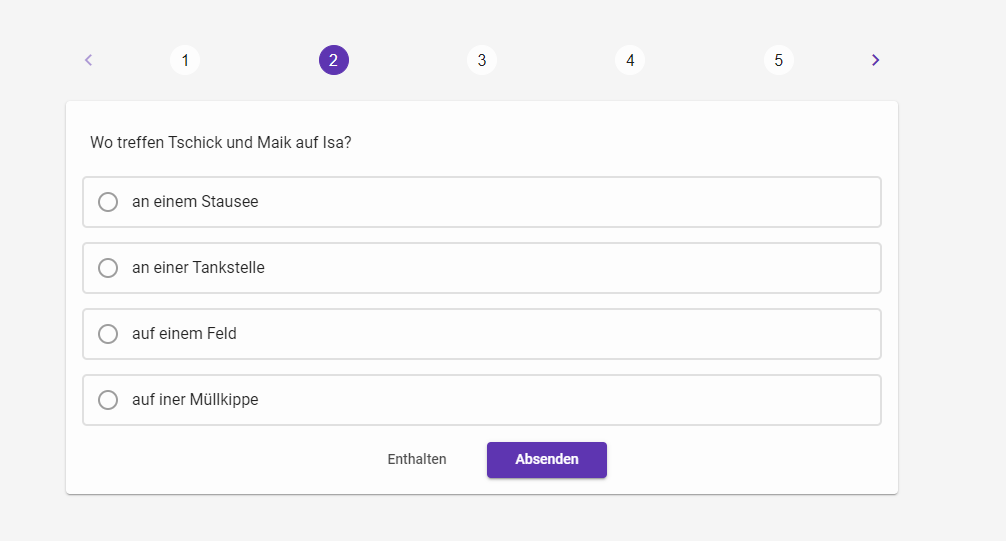 1 2 3 4 5
Wo treffen Tschick und Maik auf Isa?
an einem Stausee
an einer Tankstelle
auf einem Feld
auf iner Müllkippe
Enthalten Absenden